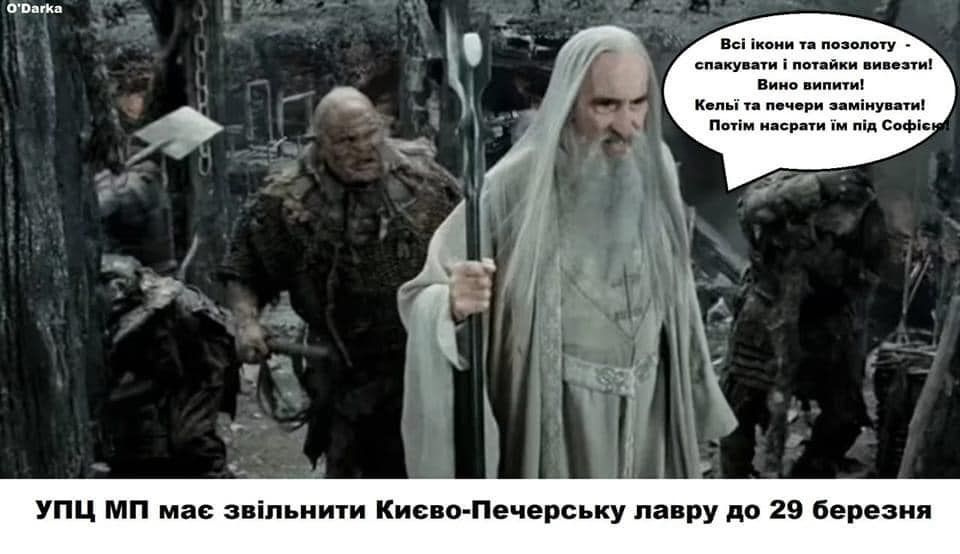 O'Darka
Всі ікони та позолоту -
спакувати і потайки вивезти!
Вино випити!
Кельї та печери замінувати!
Потім насрати їм під Софією!
УПЦ МП має звільнити Києво-Печерську лавру до 29 березня